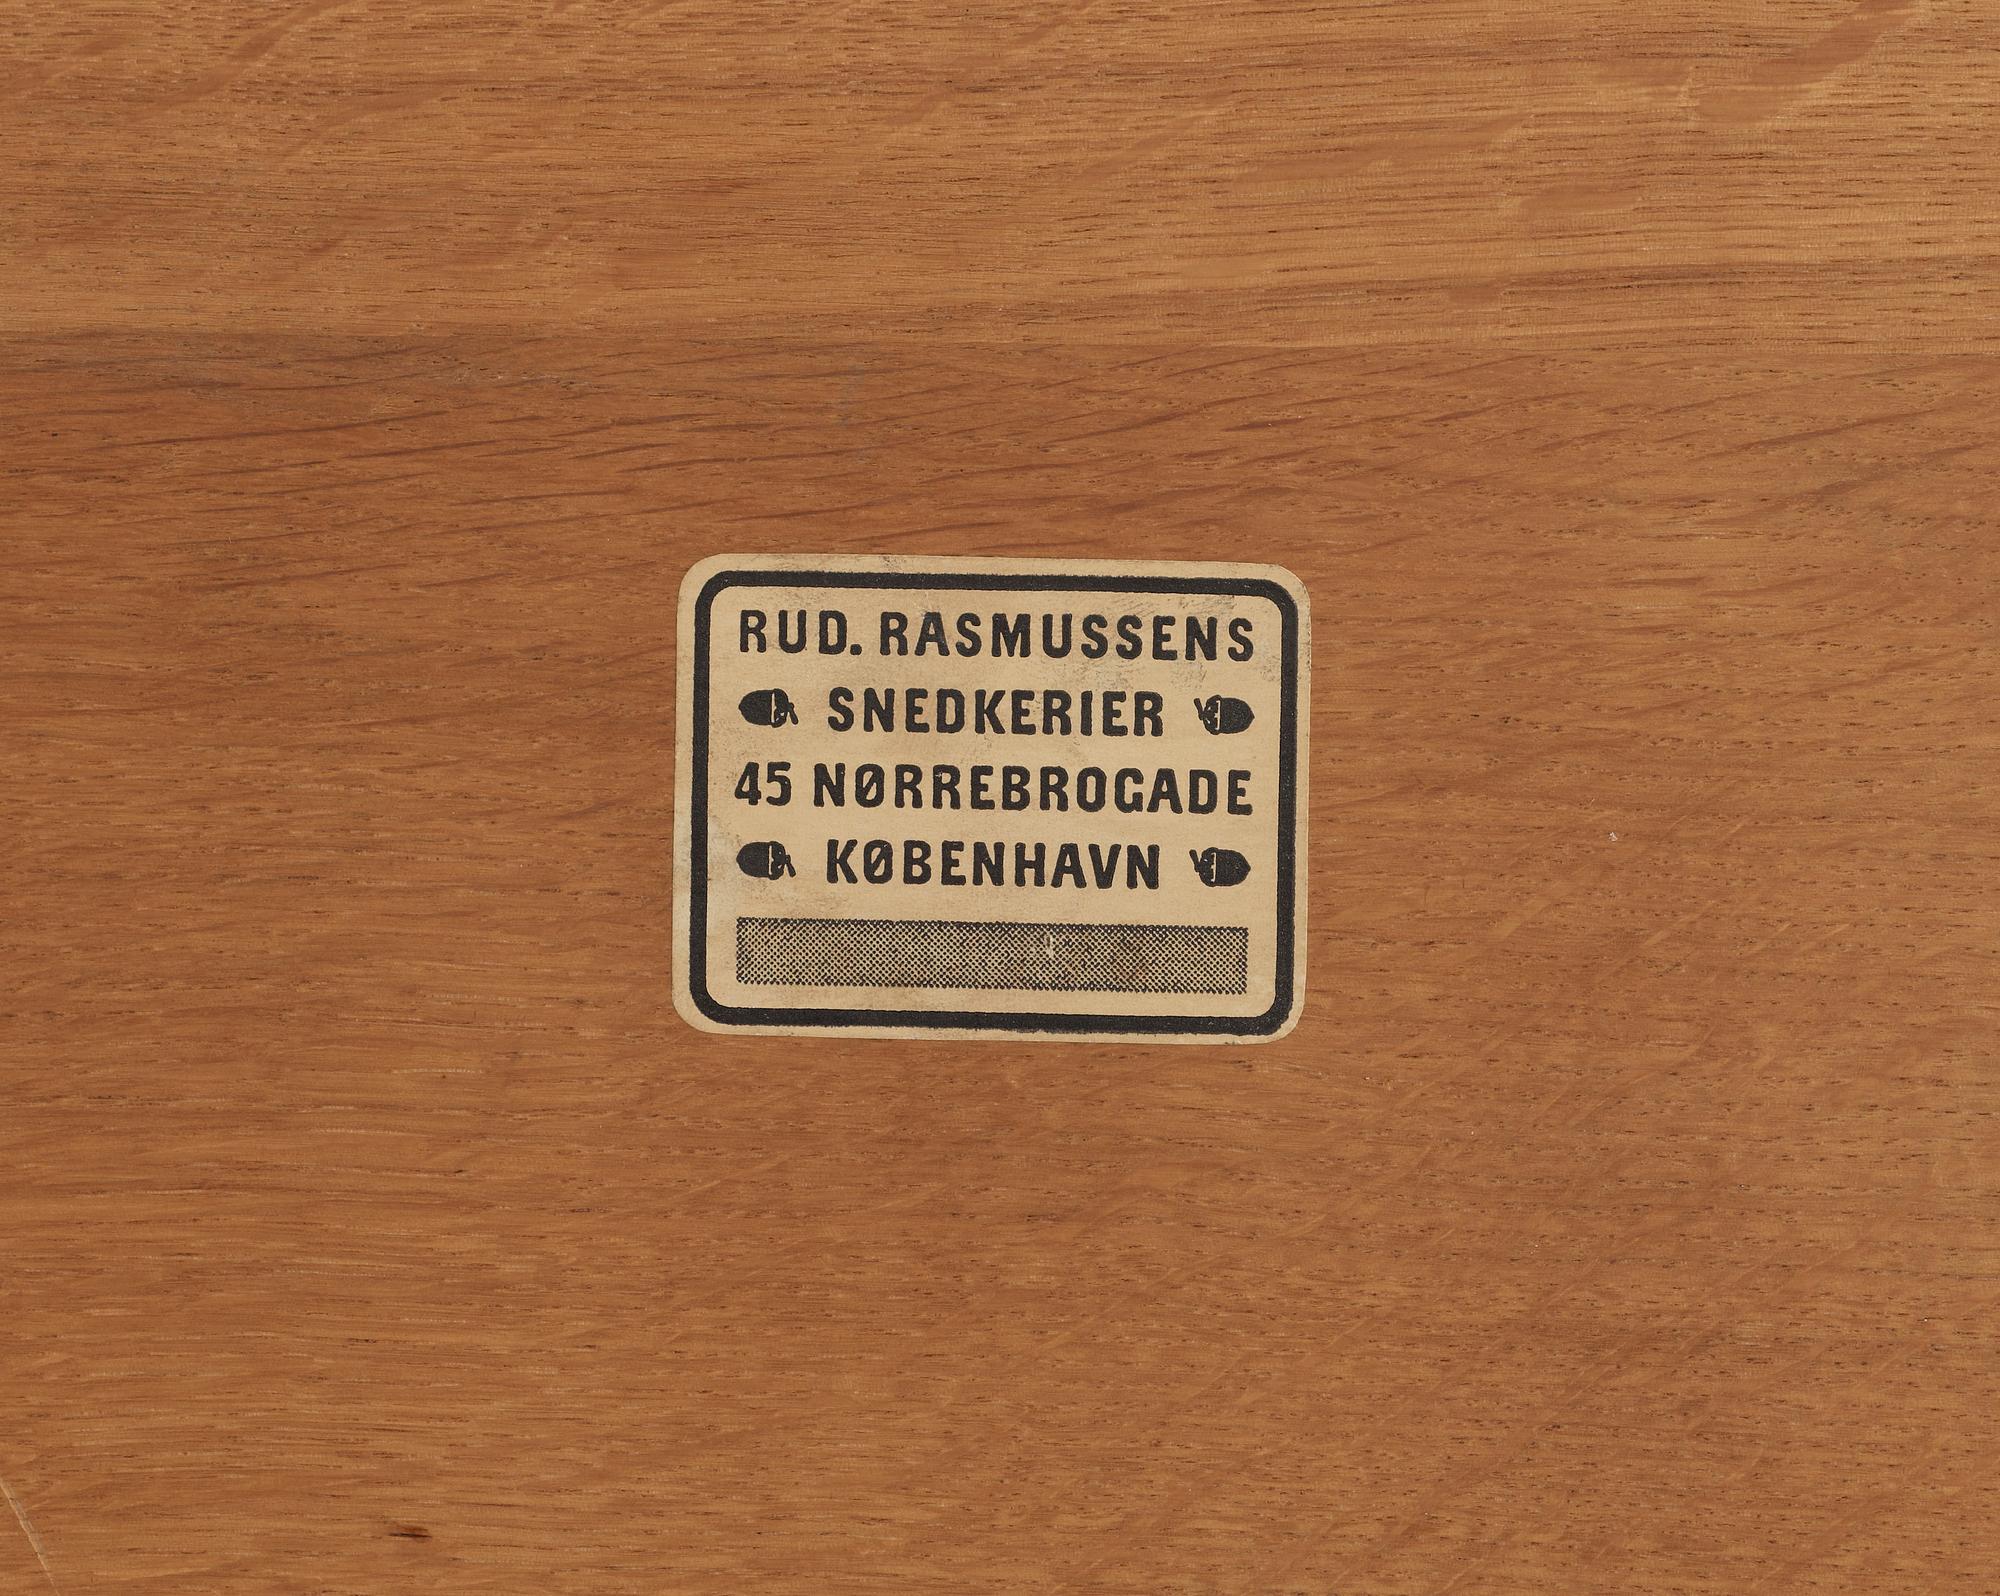 RUD. RASMUSSENS
SNEDKERIER
45 NØRREBROGADE
KØBENHAVN